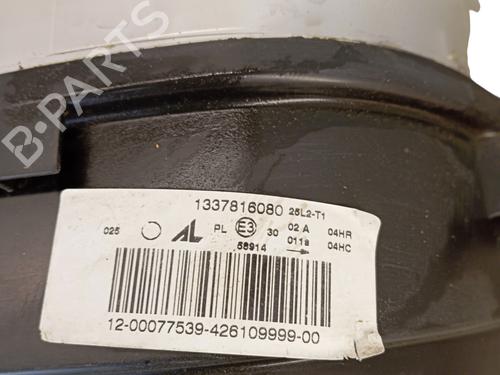 B-PARTS
1337816080 25L2-T1
025 AL PL E3 30 02 A 04HR
58914 011a 04HC
12-00077539-426109999-00